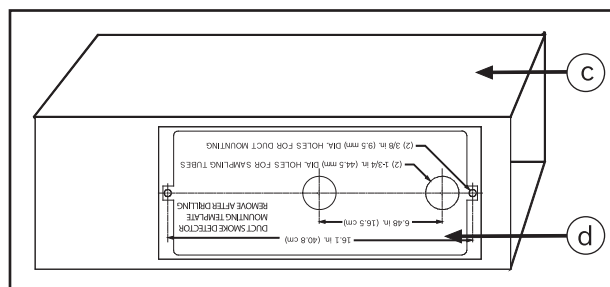 c
d
DUCT SMOKE DETECTOR
MOUNTING TEMPLATE
REMOVE AFTER DRILLING
16.1 in. (40.8 cm)
6.48 in. (16.5 cm)
(2) 1-3/4 in. (44.5 mm) DIA. HOLES FOR SAMPLING TUBES
(2) 3/8 in. (9.5 mm) DIA. HOLES FOR DUCT MOUNTING